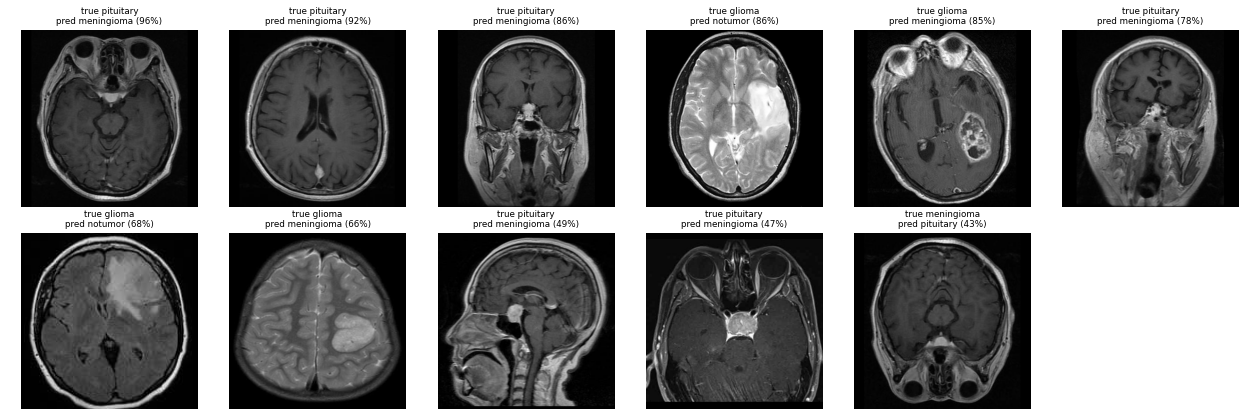 true pituitary
pred meningioma (96%)
true pituitary
pred meningioma (92%)
true pituitary
pred meningioma (86%)
true glioma
pred notumor (86%)
true glioma
pred meningioma (85%)
true pituitary
pred meningioma (78%)
true glioma
pred notumor (68%)
true glioma
pred meningioma (66%)
true pituitary
pred meningioma (49%)
true pituitary
pred meningioma (47%)
true meningioma
pred pituitary (43%)